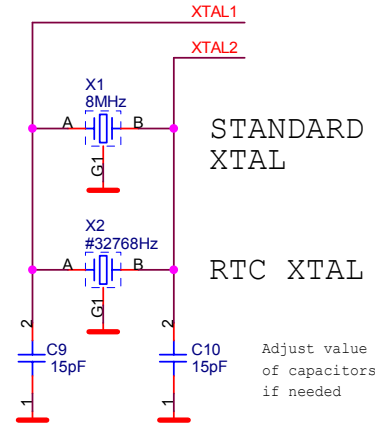 XTAL1
XTAL2
X1
8MHz
A
B
G1
STANDARD
XTAL
X2
#32768Hz
A
B
G1
RTC XTAL
2
C9
15pF
1
2
C10
15pF
1
Adjust value
of capacitors
if needed